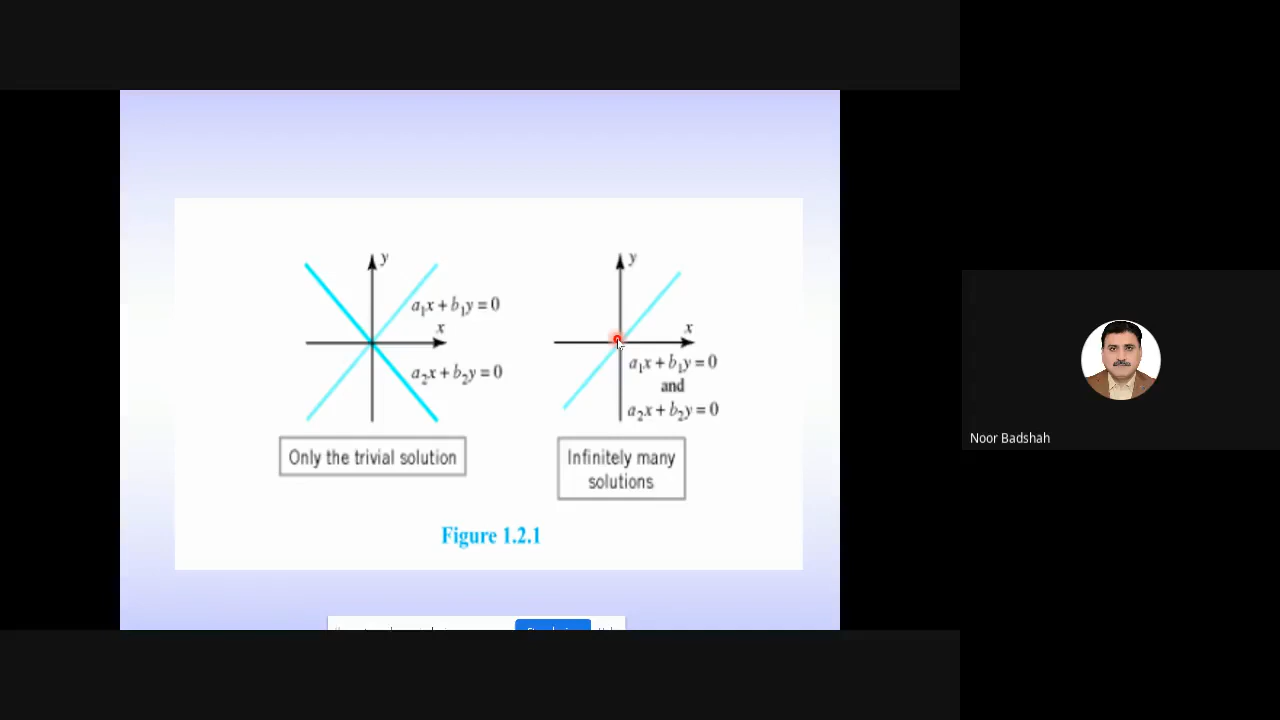 y
a₁x + b₁y = 0
x
a₂x + b₂y = 0
Only the trivial solution
y
x
a₁x + b₁y = 0
and
a₂x + b₂y = 0
Infinitely many
solutions
Figure 1.2.1
Noor Badshah